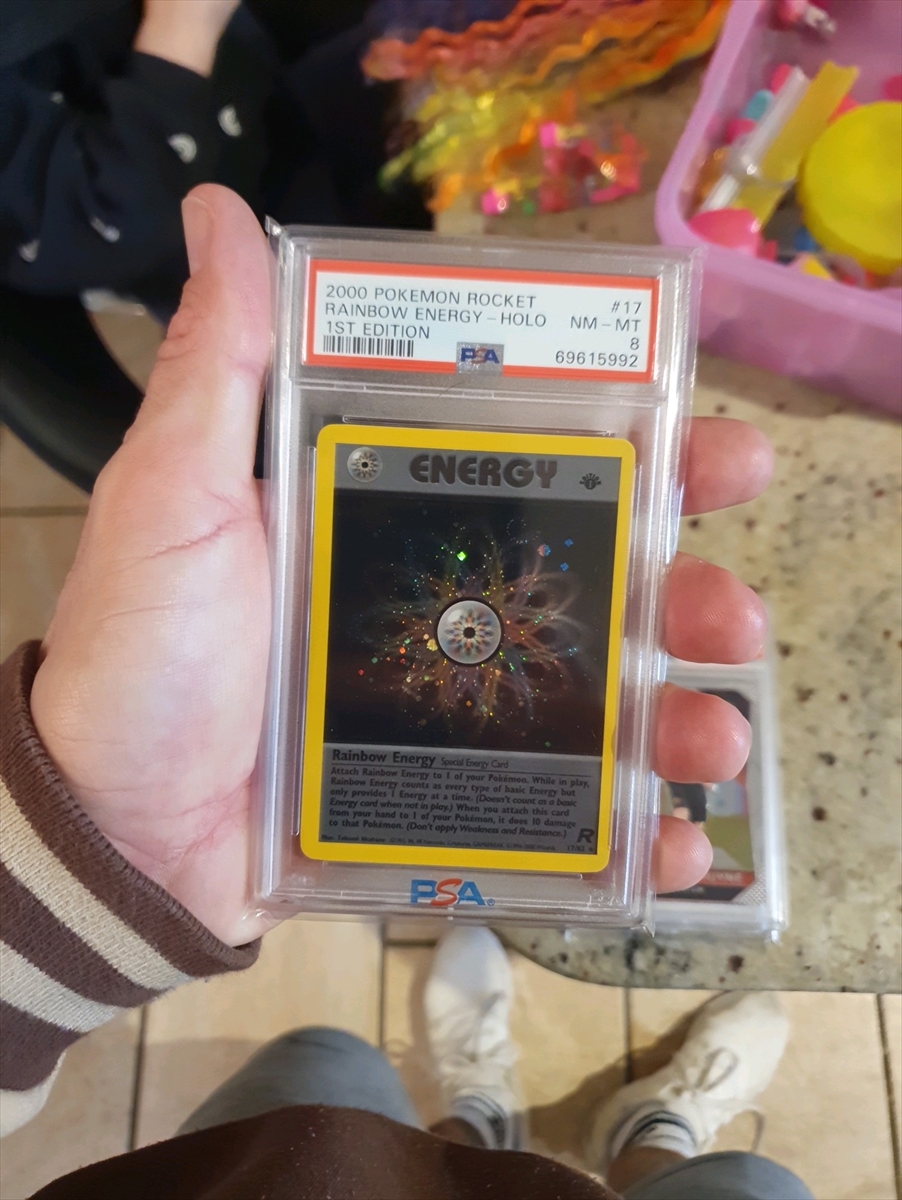 2000 POKEMON ROCKET #17
RAINBOW ENERGY - HOLO NM - MT
1ST EDITION 8
PSA 69615992
ENERGY
Rainbow Energy Special Energy Card
Attach Rainbow Energy to 1 of your Pokémon. While in play,
Rainbow Energy counts as every type of basic Energy but
only provides 1 Energy at a time. (Doesn't count as a basic
Energy card when not in play.) When you attach this card
from your hand to 1 of your Pokémon, it does 10 damage
to that Pokémon. (Don't apply Weakness and Resistance.)
R
17/82
PSA®